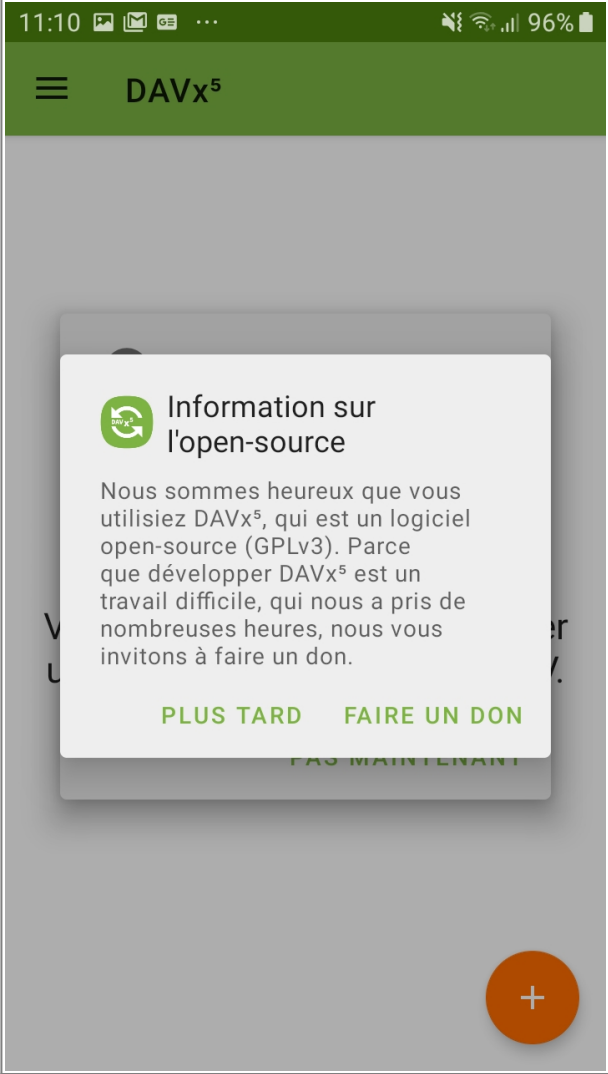 11:10 96%
DAVx⁵
Information sur
l'open-source
Nous sommes heureux que vous
utilisiez DAVx⁵, qui est un logiciel
open-source (GPLv3). Parce
que développer DAVx⁵ est un
travail difficile, qui nous a pris de
nombreuses heures, nous vous
invitons à faire un don.
PLUS TARD FAIRE UN DON
PAS MAINTENANT